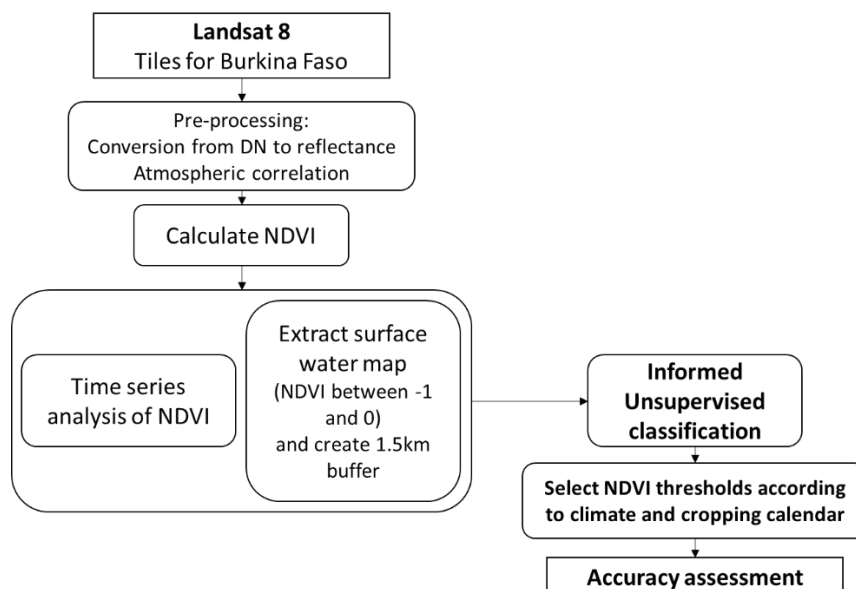 Landsat 8
Tiles for Burkina Faso
Pre-processing:
Conversion from DN to reflectance
Atmospheric correlation
Calculate NDVI
Time series
analysis of NDVI
Extract surface
water map
(NDVI between -1
and 0)
and create 1.5km
buffer
Informed
Unsupervised
classification
Select NDVI thresholds according
to climate and cropping calendar
Accuracy assessment